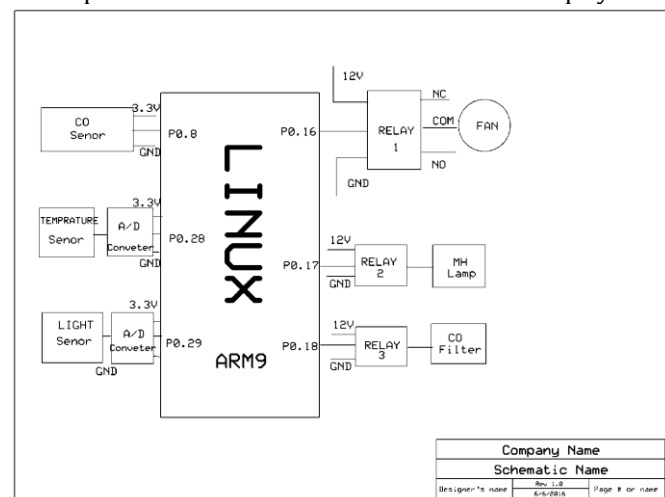 12V
NC
3.3V
CO
Senor
P0.8
P0.16
RELAY
1
COM
FAN
GND
NO
GND
LINUX
3.3V
TEMPRATURE
Senor
A/D
Conveter
P0.28
GND
12V
P0.17
GND
RELAY
2
MH
Lamp
3.3V
LIGHT
Senor
A/D
Conveter
P0.29
GND
12V
P0.18
GND
RELAY
3
CO
Filter
ARM9
Company Name
Schematic Name
Designer's name
Rev 1.0
6/6/2016
Page # or name